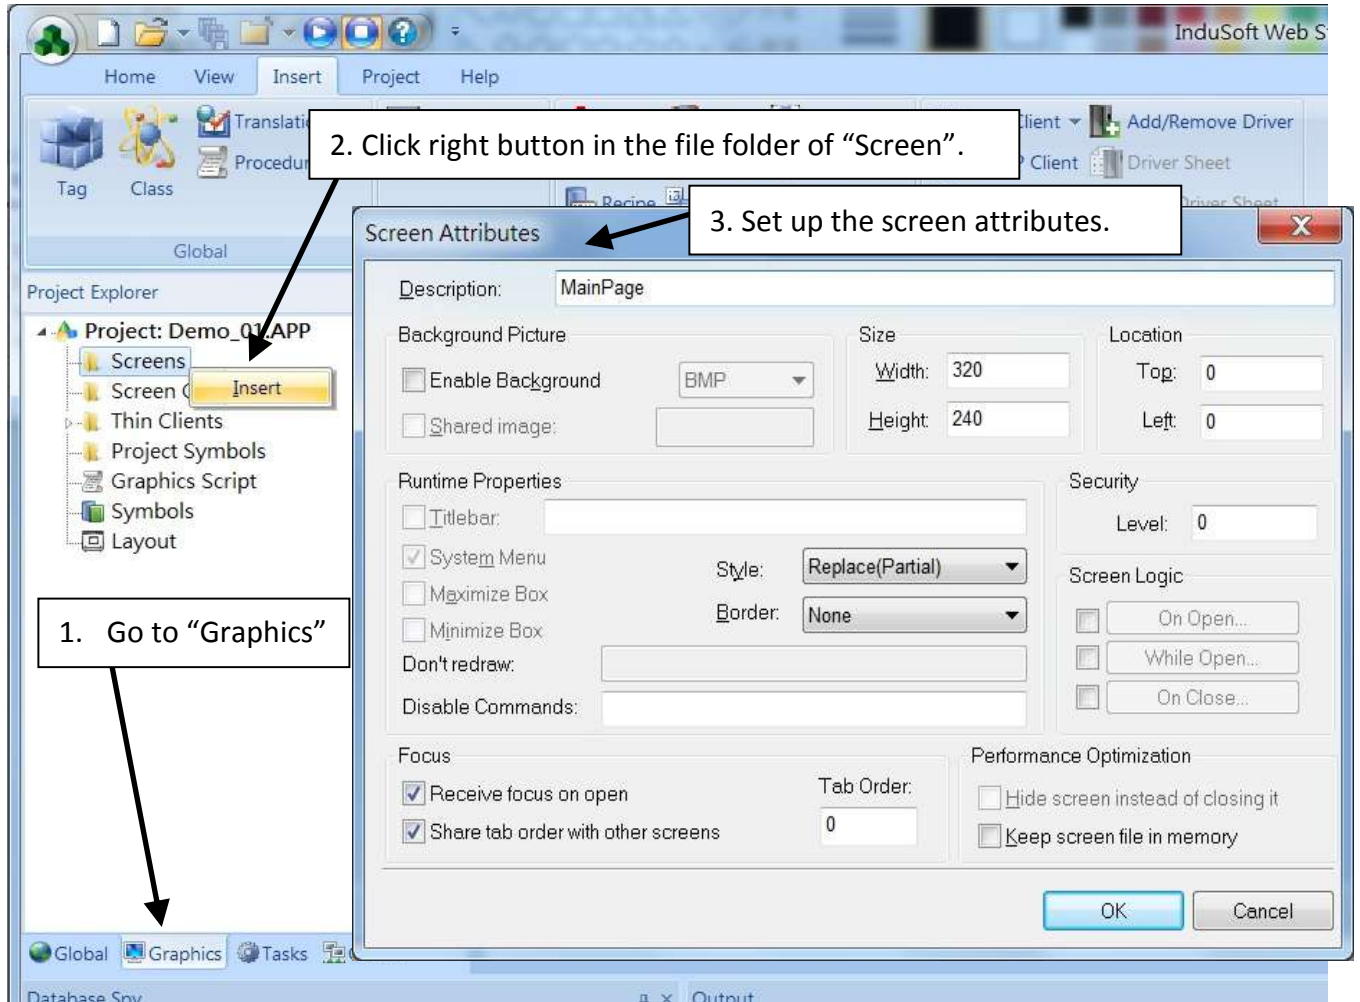 InduSoft Web S
Home View Insert Project Help
Translati
Procedu
Tag Class
Global
2. Click right button in the file folder of “Screen”.
Client
Add/Remove Driver
Client
Driver Sheet
Recipe
Driver Sheet
3. Set up the screen attributes.
Screen Attributes
X
Project Explorer
Project: Demo_01.APP
Screens
Screen
Insert
Thin Clients
Project Symbols
Graphics Script
Symbols
Layout
1. Go to “Graphics”
Description: MainPage
Background Picture
Enable Background BMP
Shared image:
Size
Width: 320
Height: 240
Location
Top: 0
Left: 0
Runtime Properties
Titlebar:
System Menu
Maximize Box
Minimize Box
Style: Replace(Partial)
Border: None
Don't redraw:
Disable Commands:
Security
Level: 0
Screen Logic
On Open...
While Open...
On Close...
Focus
Receive focus on open
Share tab order with other screens
Tab Order:
0
Performance Optimization
Hide screen instead of closing it
Keep screen file in memory
OK Cancel
Global Graphics Tasks
Database Spy
Output